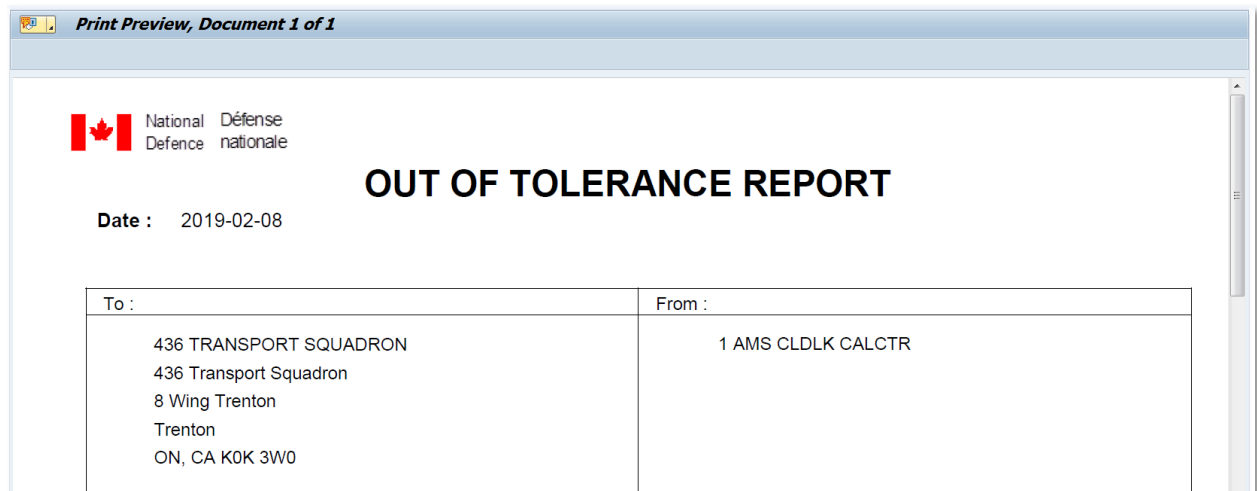 Print Preview, Document 1 of 1
National Défense
Defence nationale
OUT OF TOLERANCE REPORT
Date : 2019-02-08
To :
From :
436 TRANSPORT SQUADRON
1 AMS CLDLK CALCTR
436 Transport Squadron
8 Wing Trenton
Trenton
ON, CA K0K 3W0